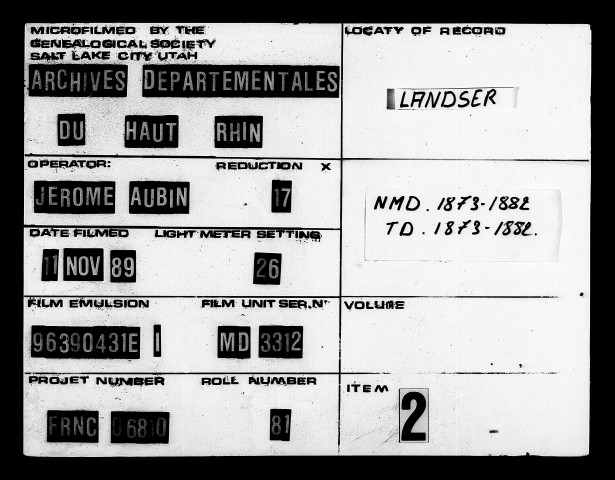 MICROFILMED BY THE
GENEALOGICAL SOCIETY
SALT LAKE CITY UTAH
ARCHIVES DEPARTEMENTALES
DU HAUT RHIN
OPERATOR: REDUCTION X
JEROME AUBIN 17
DATE FILMED LIGHT METER SETTING
11 NOV 89 26
FILM EMULSION FILM UNIT SER.N°
96390431E I MD 3312
PROJET NUMBER ROLL NUMBER
FRNC 06810 81
LOCATY OF RECORD
LANDSER
NMD. 1873-1882
TD. 1873-1882.
VOLUME
ITEM 2